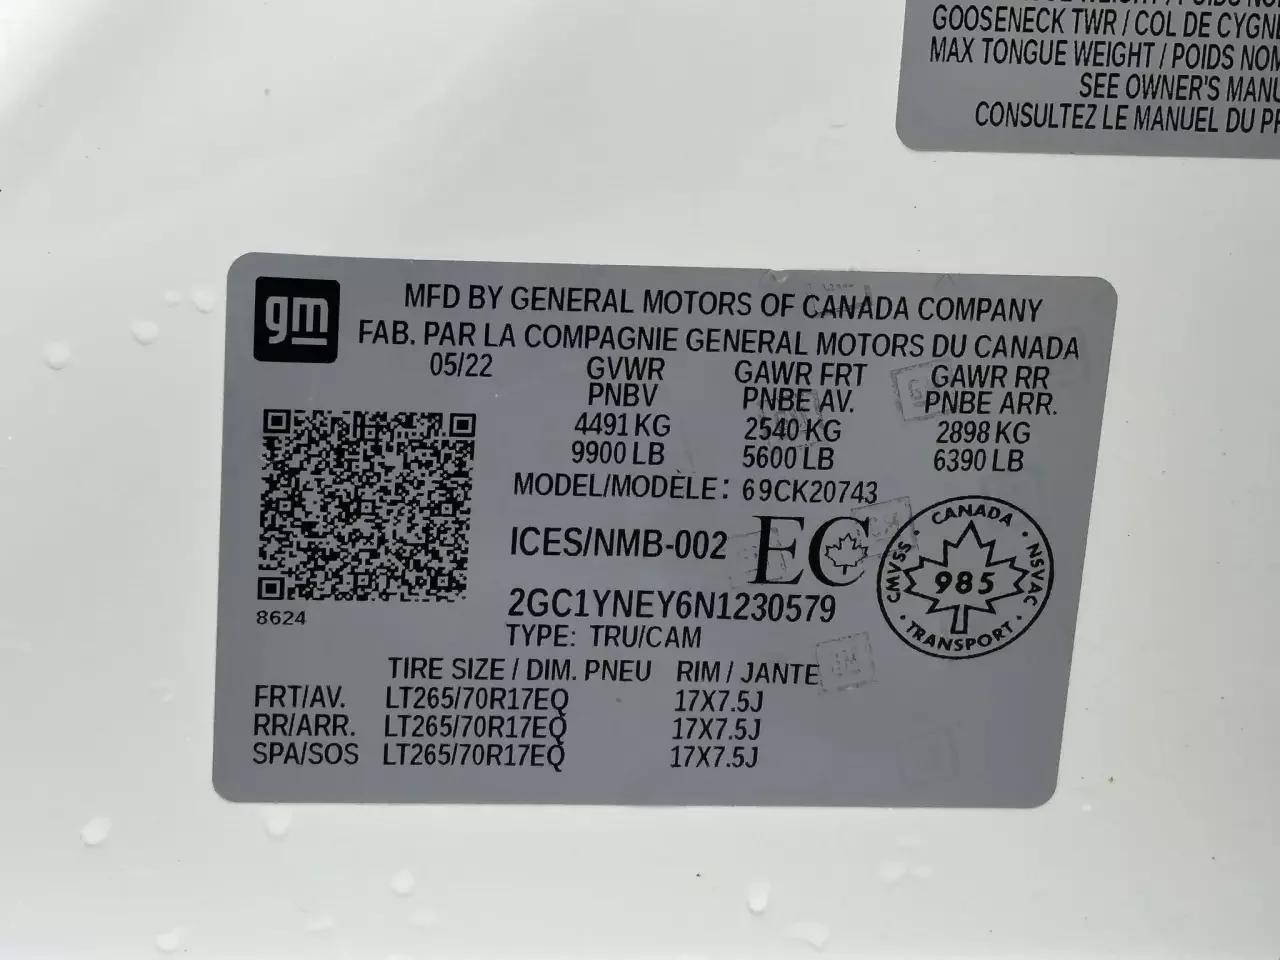 GOOSENECK TWR / COL DE CYGNE
MAX TONGUE WEIGHT / POIDS NOM
SEE OWNER'S MANU
CONSULTEZ LE MANUEL DU PR
gm
MFD BY GENERAL MOTORS OF CANADA COMPANY
FAB. PAR LA COMPAGNIE GENERAL MOTORS DU CANADA
05/22 GVWR GAWR FRT GAWR RR
PNBV PNBE AV. PNBE ARR.
4491 KG 2540 KG 2898 KG
9900 LB 5600 LB 6390 LB
MODEL/MODÈLE: 69CK20743
ICES/NMB-002 EC
CANADA · NSVAC · TRANSPORT · CMVSS ·
985
2GC1YNEY6N1230579
8624
TYPE: TRU/CAM
TIRE SIZE / DIM. PNEU RIM / JANTE
FRT/AV. LT265/70R17EQ 17X7.5J
RR/ARR. LT265/70R17EQ 17X7.5J
SPA/SOS LT265/70R17EQ 17X7.5J